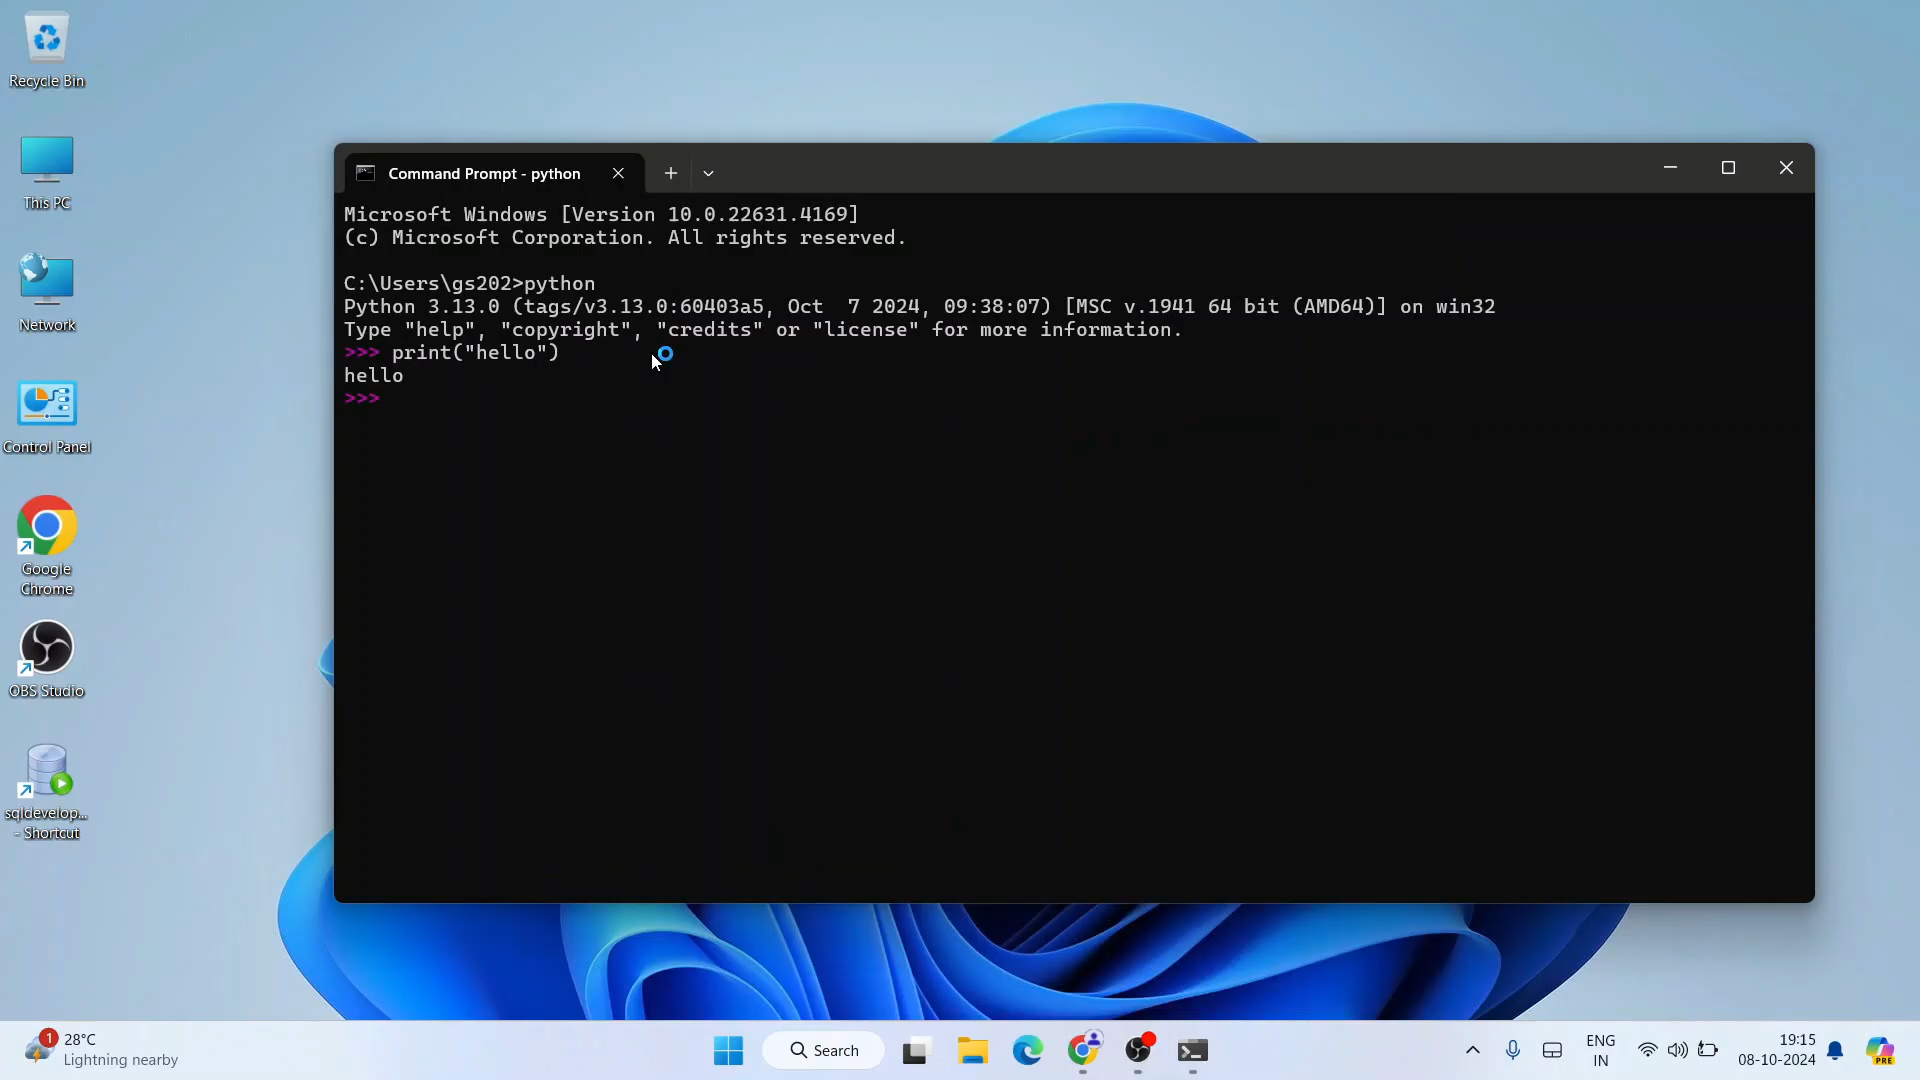 Recycle Bin
This PC
Network
Control Panel
Google
Chrome
OBS Studio
sqldevelop...
- Shortcut
Command Prompt - python
Microsoft Windows [Version 10.0.22631.4169]
(c) Microsoft Corporation. All rights reserved.
C:\Users\gs202>python
Python 3.13.0 (tags/v3.13.0:60403a5, Oct  7 2024, 09:38:07) [MSC v.1941 64 bit (AMD64)] on win32
Type "help", "copyright", "credits" or "license" for more information.
>>> print("hello")
hello
>>>
1
28°C
Lightning nearby
Search
ENG
IN
19:15
08-10-2024
PRE